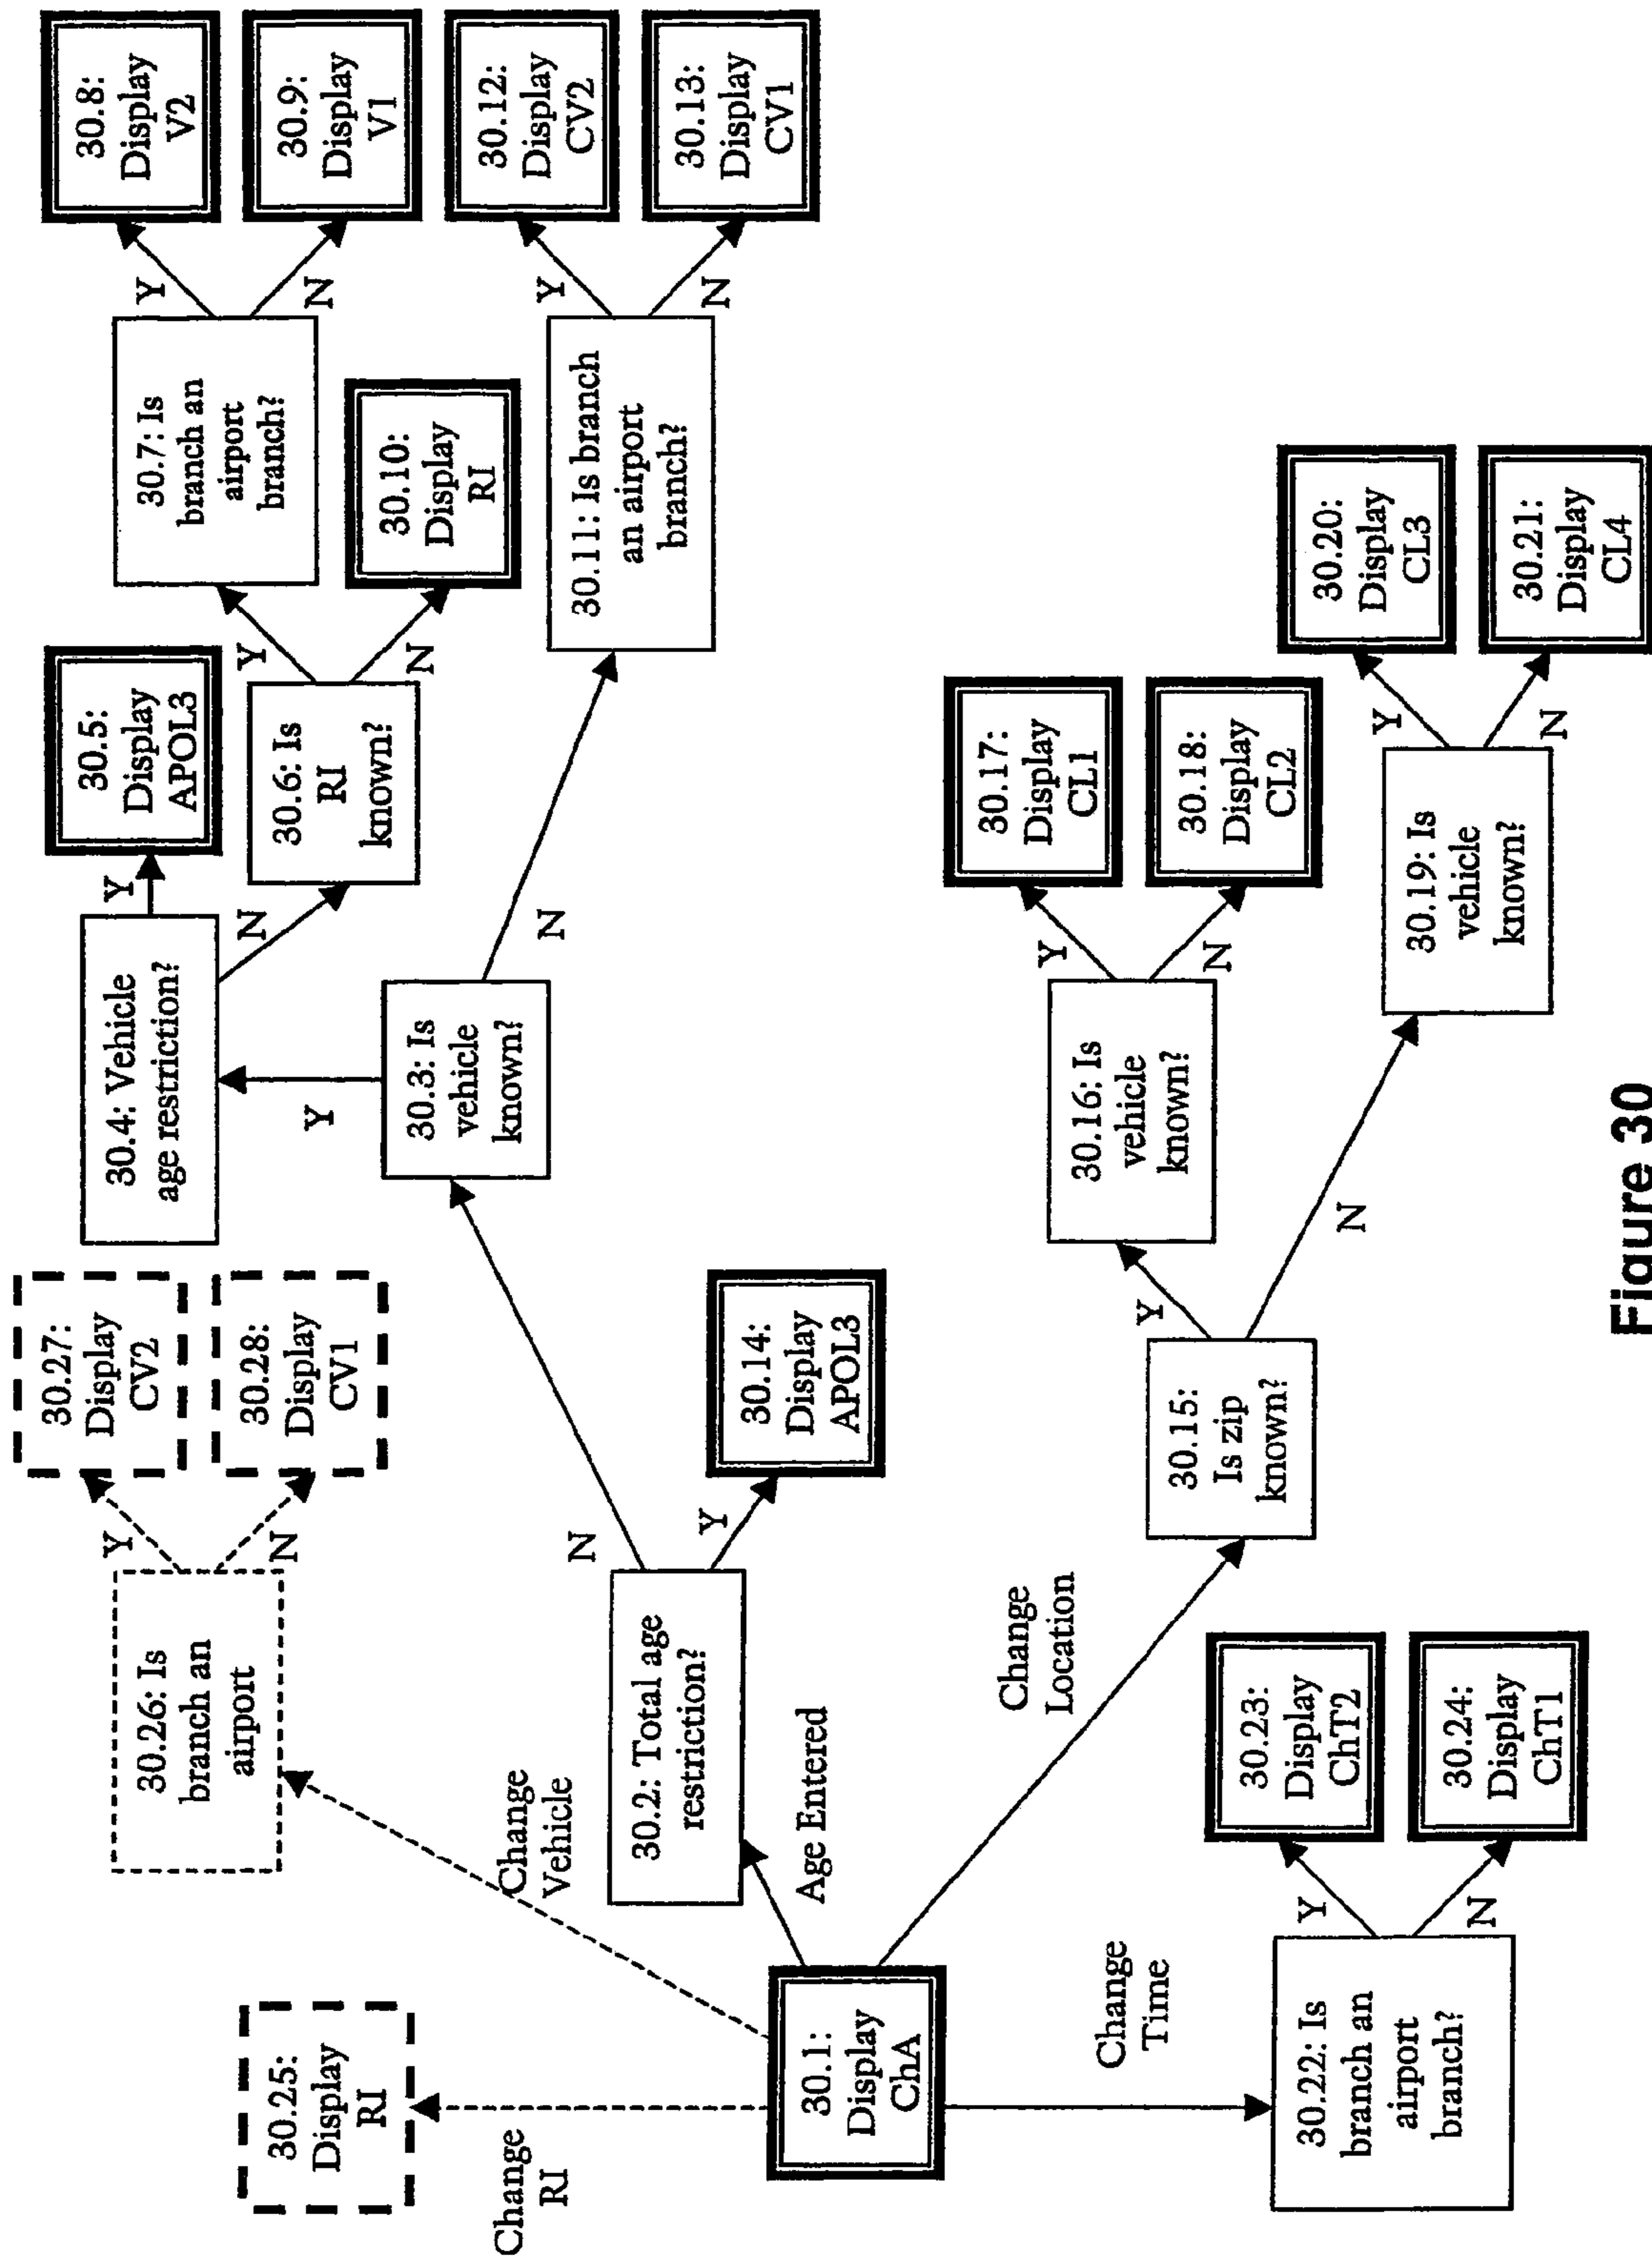 30.25:
Display
RI
Change
RI
30.1:
Display
ChA
Change
Time
30.22: Is
branch an
airport
branch?
Y
N
30.23:
Display
ChT2
30.24:
Display
ChT1
Change
Vehicle
30.26: Is
branch an
airport
Y
N
30.27:
Display
CV2
30.28:
Display
CV1
Age Entered
30.2: Total age
restriction?
N
Y
30.14:
Display
APOL3
Change
Location
30.15:
Is zip
known?
Y
N
30.16: Is
vehicle
known?
Y
N
30.17:
Display
CL1
30.18:
Display
CL2
30.19: Is
vehicle
known?
Y
N
30.20:
Display
CL3
30.21:
Display
CL4
30.3: Is
vehicle
known?
Y
N
30.4: Vehicle
age restriction?
Y
N
30.5:
Display
APOL3
30.6: Is
RI
known?
Y
N
30.7: Is
branch an
airport
branch?
Y
N
30.8:
Display
V2
30.9:
Display
V1
30.10:
Display
RI
30.11: Is branch
an airport
branch?
Y
N
30.12:
Display
CV2
30.13:
Display
CV1
Figure 30